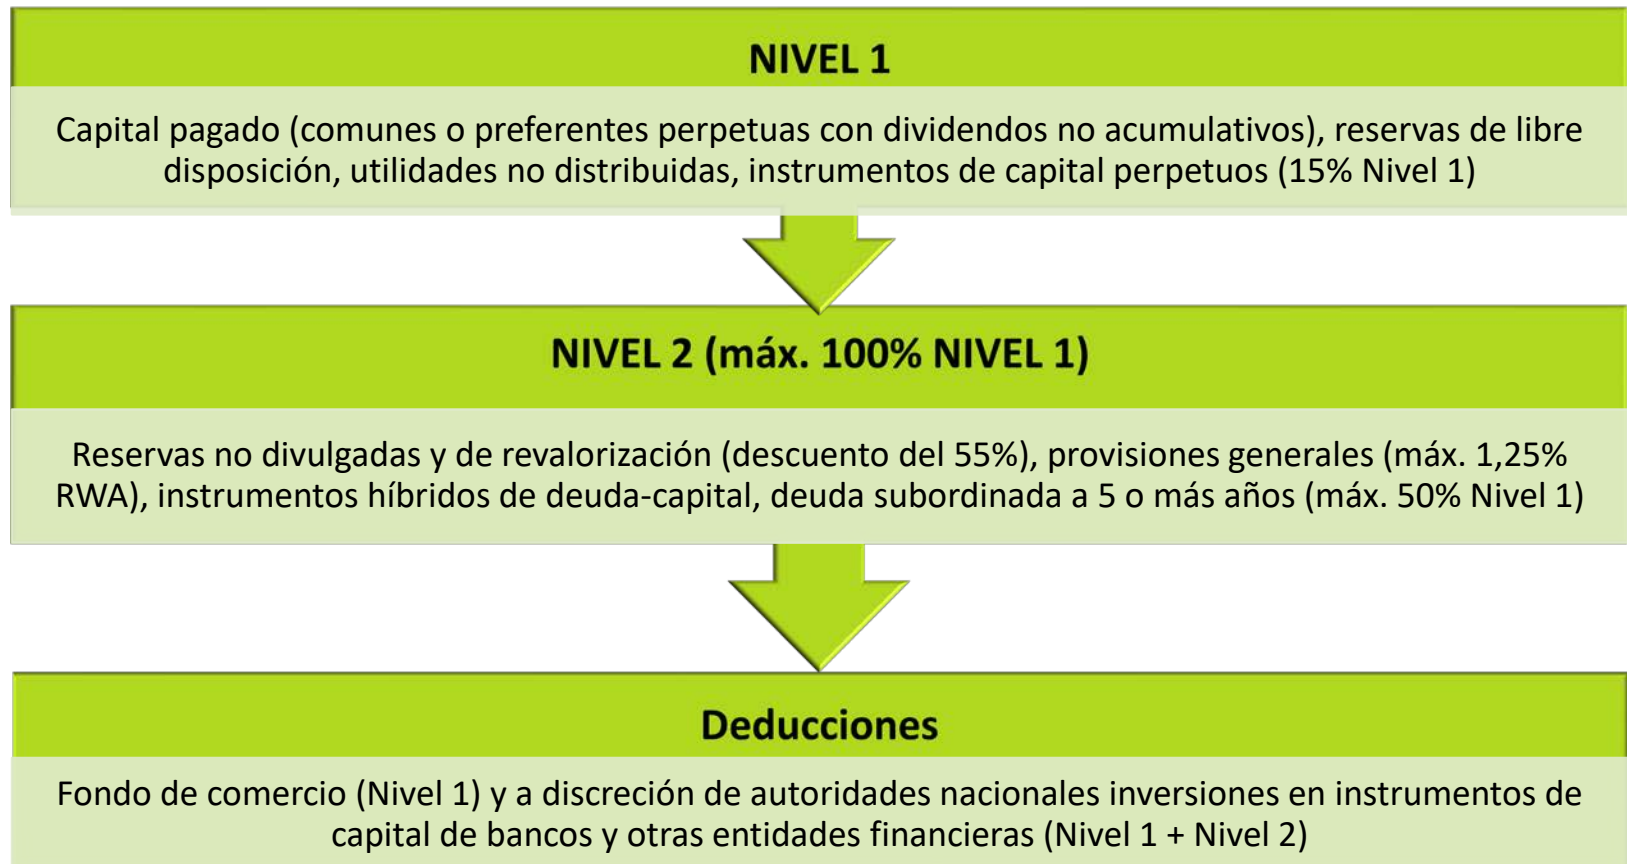 NIVEL 1
Capital pagado (comunes o preferentes perpetuas con dividendos no acumulativos), reservas de libre
disposición, utilidades no distribuidas, instrumentos de capital perpetuos (15% Nivel 1)
NIVEL 2 (máx. 100% NIVEL 1)
Reservas no divulgadas y de revalorización (descuento del 55%), provisiones generales (máx. 1,25%
RWA), instrumentos híbridos de deuda-capital, deuda subordinada a 5 o más años (máx. 50% Nivel 1)
Deducciones
Fondo de comercio (Nivel 1) y a discreción de autoridades nacionales inversiones en instrumentos de
capital de bancos y otras entidades financieras (Nivel 1 + Nivel 2)